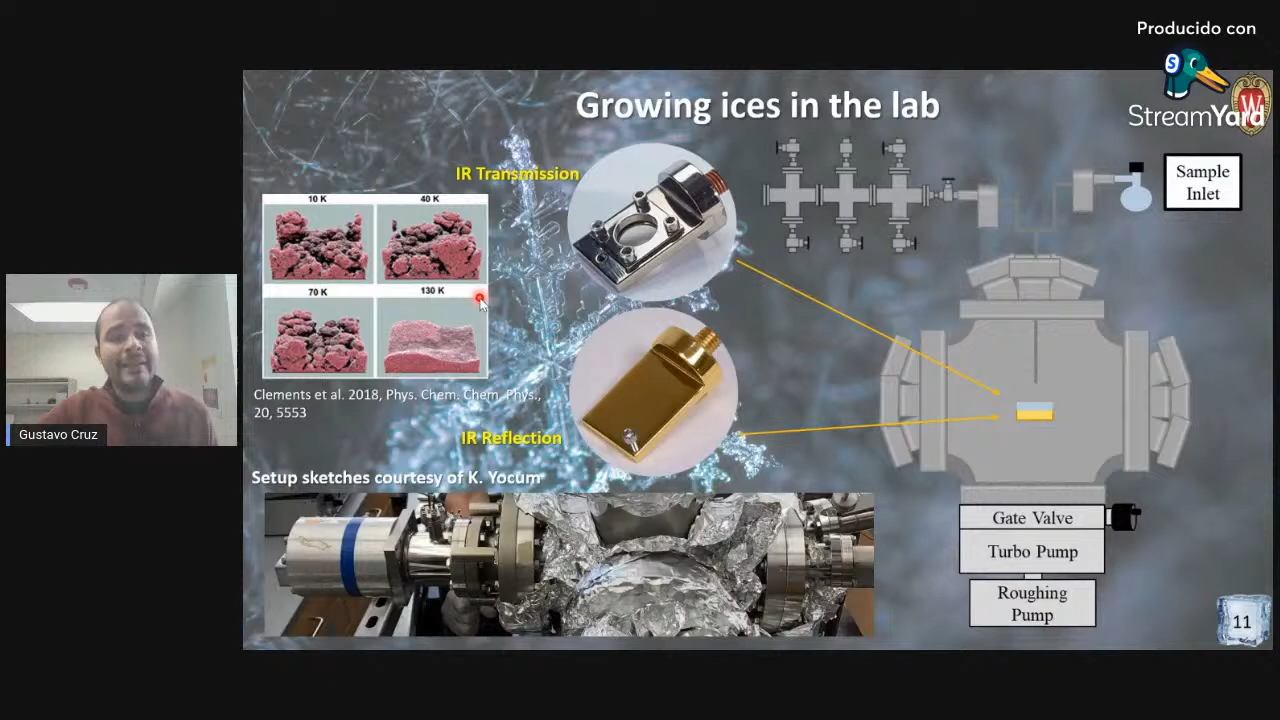 Producido con
S
StreamYard
W
Growing ices in the lab
IR Transmission
10 K
40 K
70 K
130 K
Clements et al. 2018, Phys. Chem. Chem. Phys.,
20, 5553
IR Reflection
Setup sketches courtesy of K. Yocum
Sample
Inlet
Gate Valve
Turbo Pump
Roughing
Pump
11
Gustavo Cruz